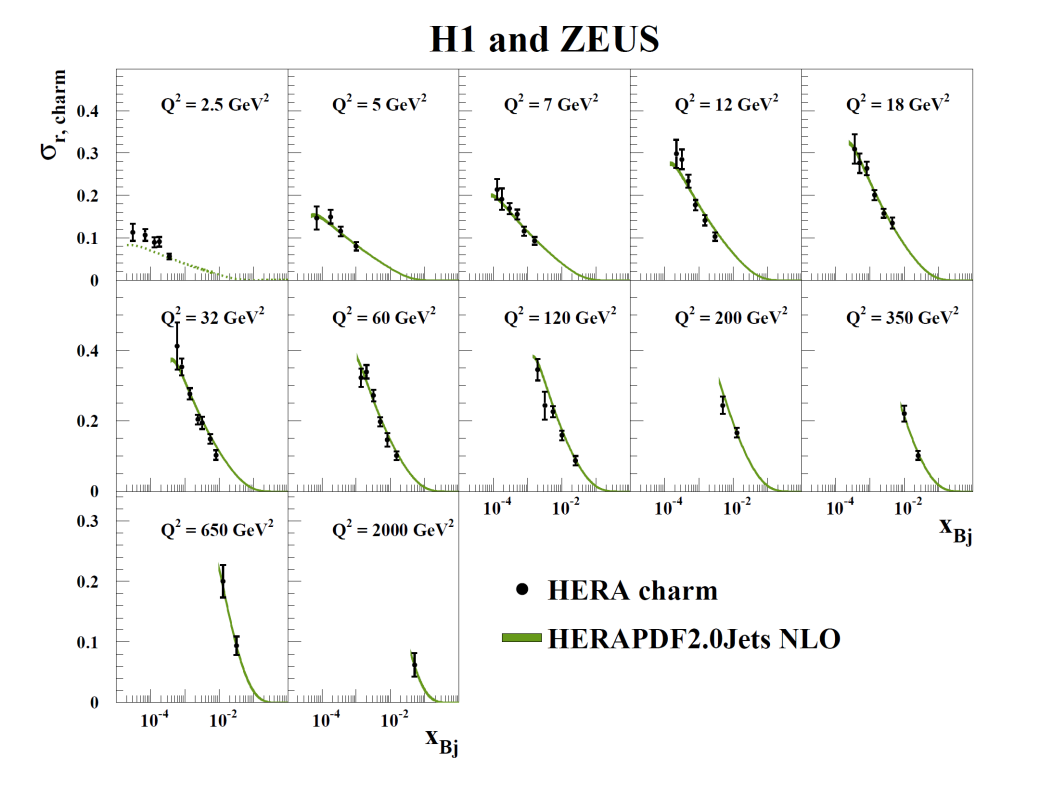 H1 and ZEUS
σr, charm
Q² = 2.5 GeV² Q² = 5 GeV² Q² = 7 GeV² Q² = 12 GeV² Q² = 18 GeV²
0.4
0.3
0.2
0.1
0
Q² = 32 GeV² Q² = 60 GeV² Q² = 120 GeV² Q² = 200 GeV² Q² = 350 GeV²
0.4
0.2
0
10⁻⁴ 10⁻² 10⁻⁴ 10⁻² 10⁻⁴ 10⁻²
xBj
Q² = 650 GeV² Q² = 2000 GeV²
0.3
0.2
0.1
0
10⁻⁴ 10⁻² 10⁻⁴ 10⁻²
xBj
HERA charm
HERAPDF2.0Jets NLO